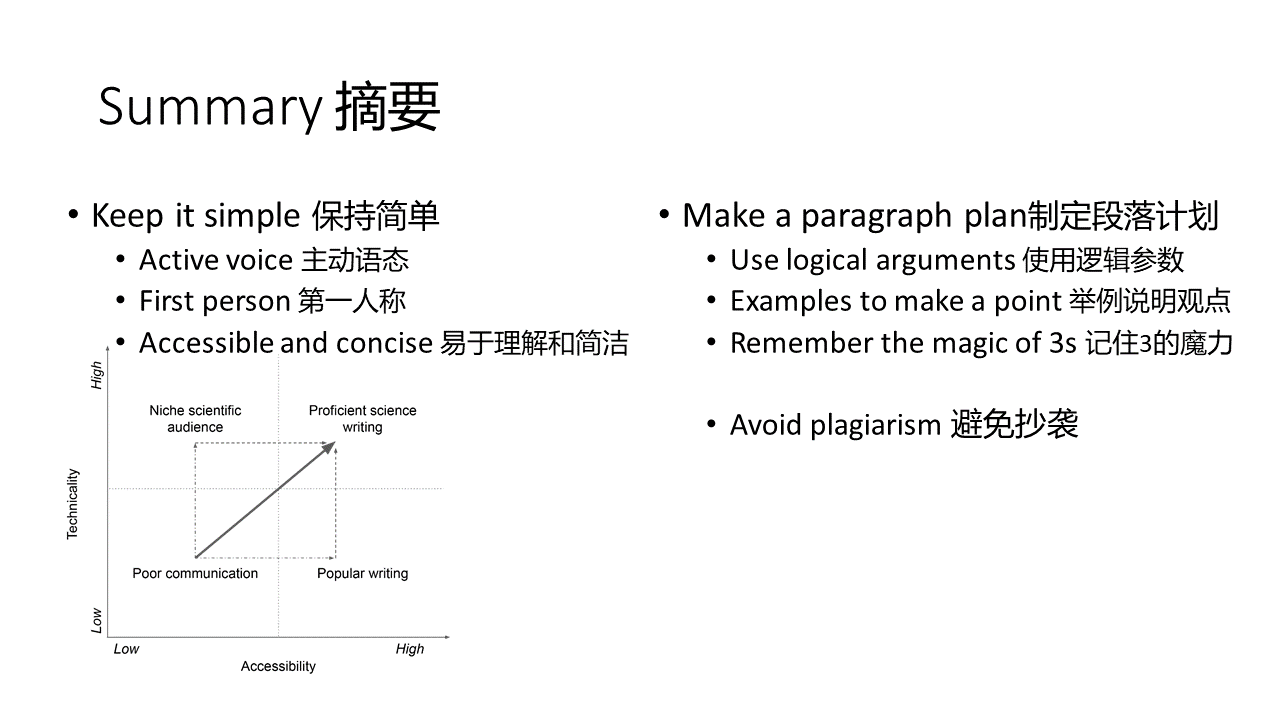 Summary 摘要
• Keep it simple 保持简单
• Active voice 主动语态
• First person 第一人称
• Accessible and concise 易于理解和简洁
High
Niche scientific
audience
Proficient science
writing
Technicality
Poor communication
Popular writing
Low
Low
High
Accessibility
• Make a paragraph plan制定段落计划
• Use logical arguments 使用逻辑参数
• Examples to make a point 举例说明观点
• Remember the magic of 3s 记住3的魔力
• Avoid plagiarism 避免抄袭